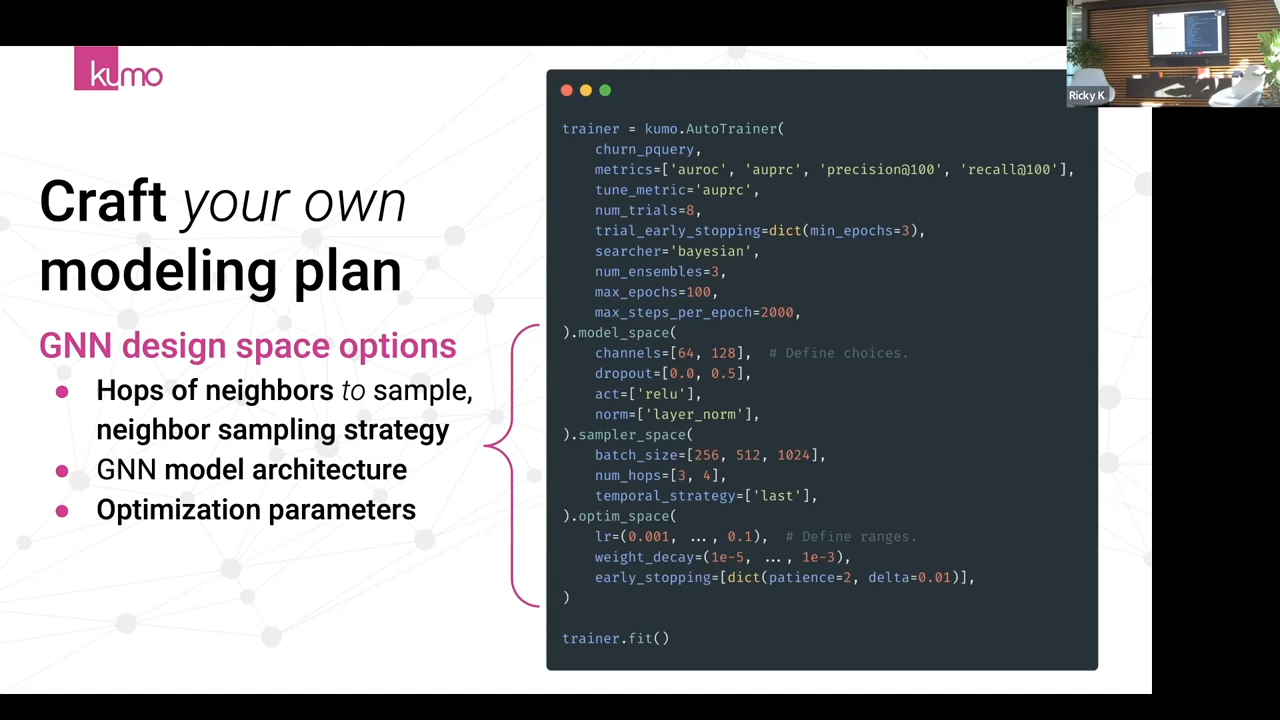 kumo
Craft your own
modeling plan
GNN design space options
● Hops of neighbors to sample,
neighbor sampling strategy
● GNN model architecture
● Optimization parameters
trainer = kumo.AutoTrainer(
    churn_pquery,
    metrics=['auroc', 'auprc', 'precision@100', 'recall@100'],
    tune_metric='auprc',
    num_trials=8,
    trial_early_stopping=dict(min_epochs=3),
    searcher='bayesian',
    num_ensembles=3,
    max_epochs=100,
    max_steps_per_epoch=2000,
).model_space(
    channels=[64, 128],  # Define choices.
    dropout=[0.0, 0.5],
    act=['relu'],
    norm=['layer_norm'],
).sampler_space(
    batch_size=[256, 512, 1024],
    num_hops=[3, 4],
    temporal_strategy=['last'],
).optim_space(
    lr=(0.001, ..., 0.1),  # Define ranges.
    weight_decay=(1e-5, ..., 1e-3),
    early_stopping=[dict(patience=2, delta=0.01)],
)
trainer.fit()
Ricky K